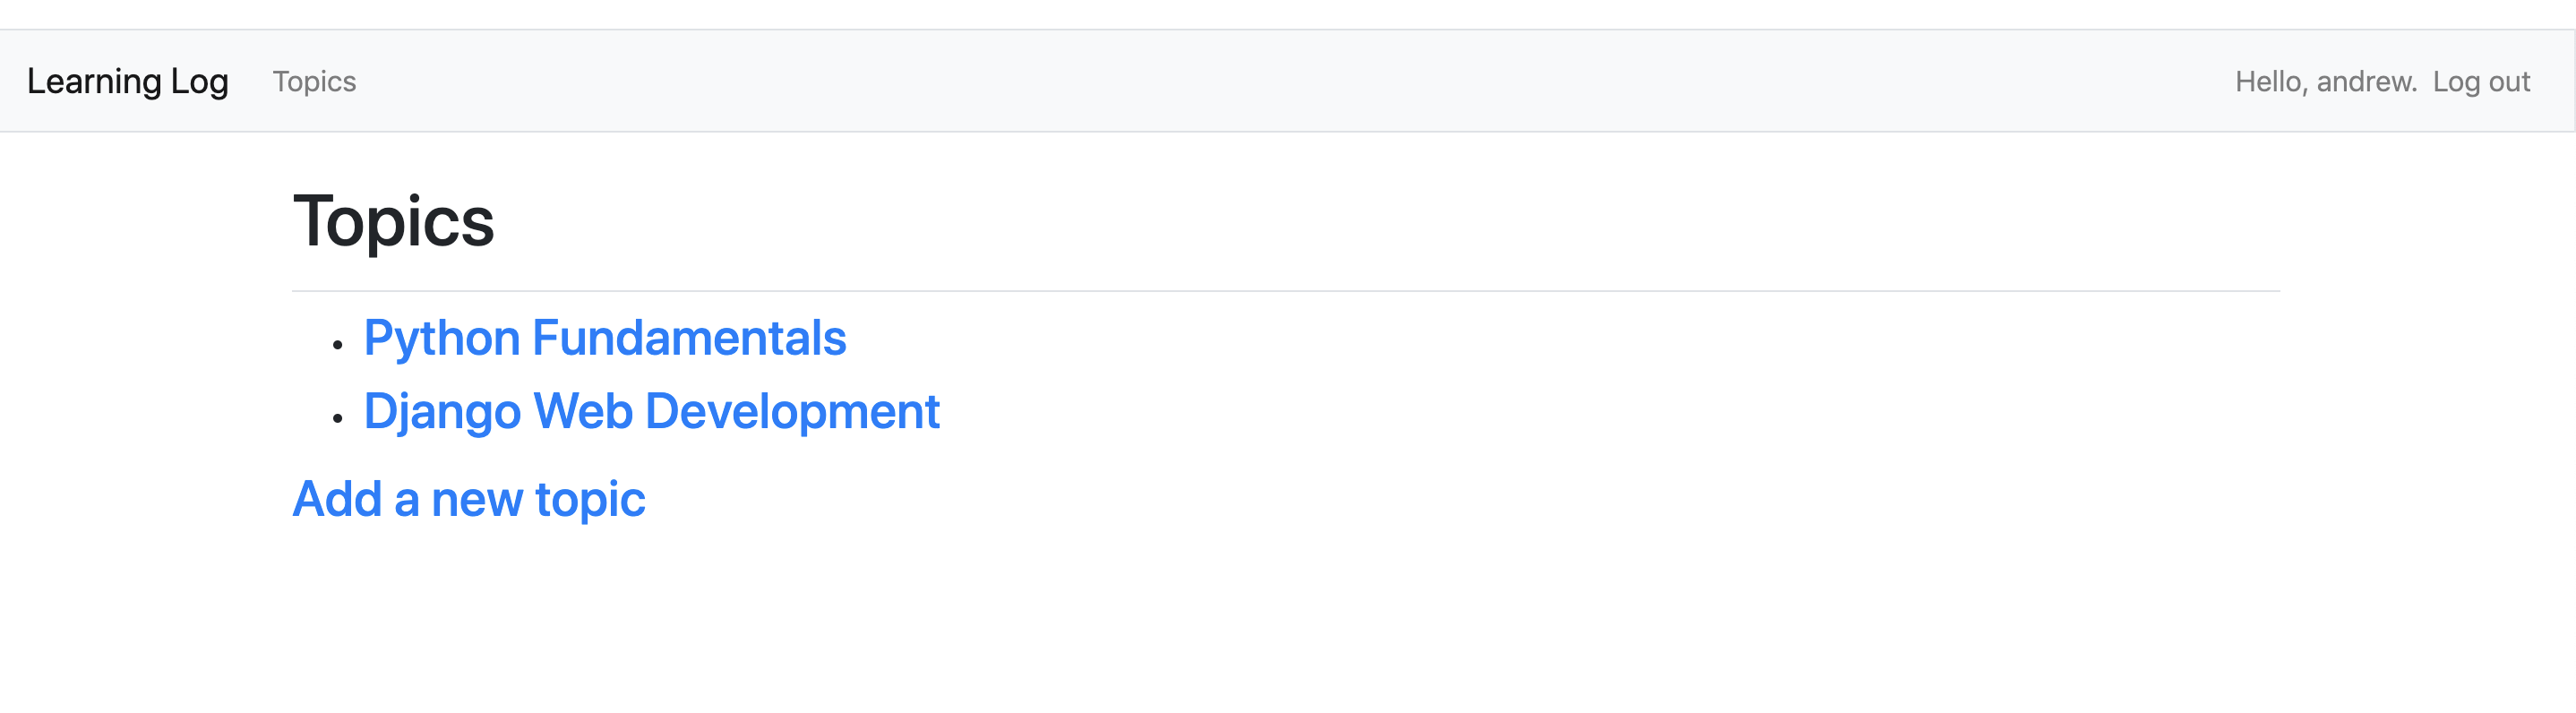 Learning Log Topics Hello, andrew. Log out
Topics
• Python Fundamentals
• Django Web Development
Add a new topic